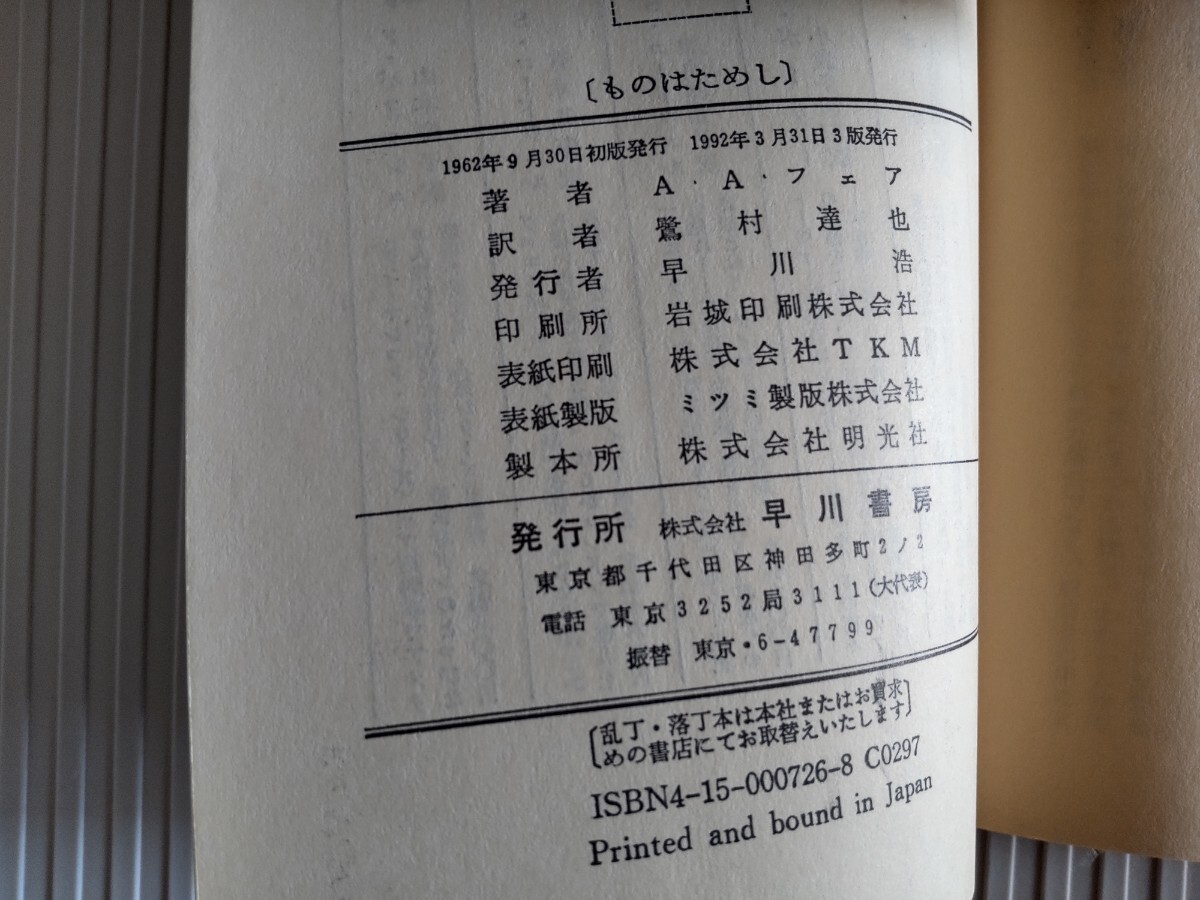 〔ものはためし〕
1962年9月30日初版発行 1992年3月31日3版発行
著者 A・A・フェア
訳者 鷺村達也
発行者 早川浩
印刷所 岩城印刷株式会社
表紙印刷 株式会社TKM
表紙製版 ミツミ製版株式会社
製本所 株式会社明光社
発行所 株式会社 早川書房
東京都千代田区神田多町2ノ2
電話 東京3252局3111(大代表)
振替 東京・6-47799
〔乱丁・落丁本は本社またはお買求
めの書店にてお取替えいたします〕
ISBN4-15-000726-8 C0297
Printed and bound in Japan